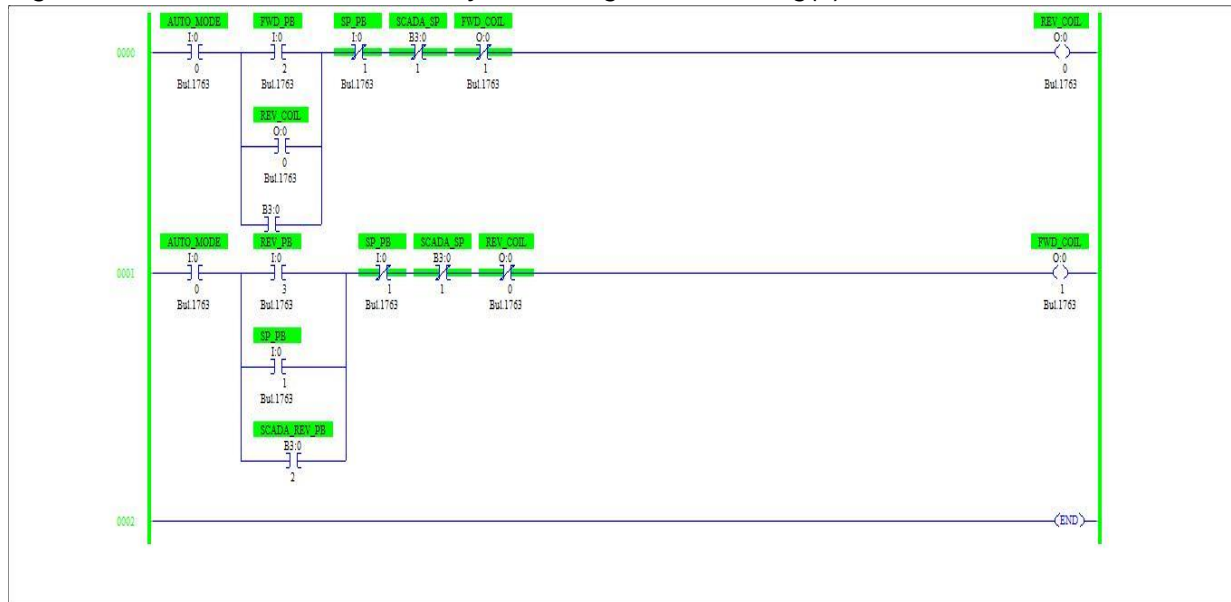 AUTO_MODE FWD_PB SP_PB SCADA_SP FWD_COIL REV_COIL
I:0 I:0 I:0 B3:0 O:0 O:0
0000
0 2 1 1 1 0
Bul.1763 Bul.1763 Bul.1763 Bul.1763 Bul.1763
REV_COIL
O:0
0
Bul.1763
B3:0
AUTO_MODE REV_PB SP_PB SCADA_SP REV_COIL FWD_COIL
I:0 I:0 I:0 B3:0 O:0 O:0
0001
0 3 1 1 0 1
Bul.1763 Bul.1763 Bul.1763 Bul.1763 Bul.1763
SP_PB
I:0
1
Bul.1763
SCADA_REV_PB
B3:0
2
0002 (END)